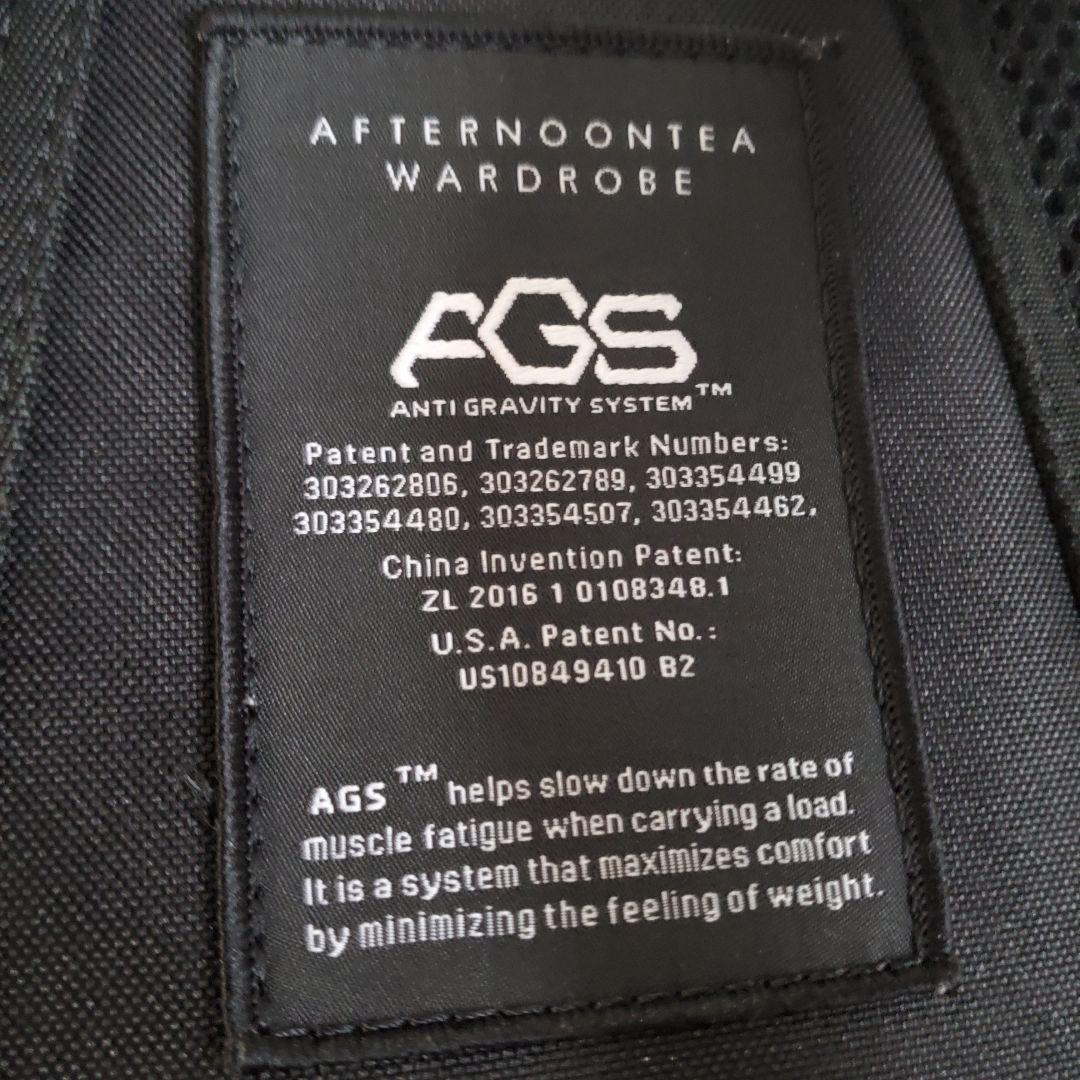 AFTERNOONTEA
WARDROBE
AGS
ANTI GRAVITY SYSTEM™
Patent and Trademark Numbers:
303262806, 303262789, 303354499
303354480, 303354507, 303354462,
China Invention Patent:
ZL 2016 1 0108348.1
U.S.A. Patent No.:
US10849410 B2
AGS™ helps slow down the rate of
muscle fatigue when carrying a load.
It is a system that maximizes comfort
by minimizing the feeling of weight.